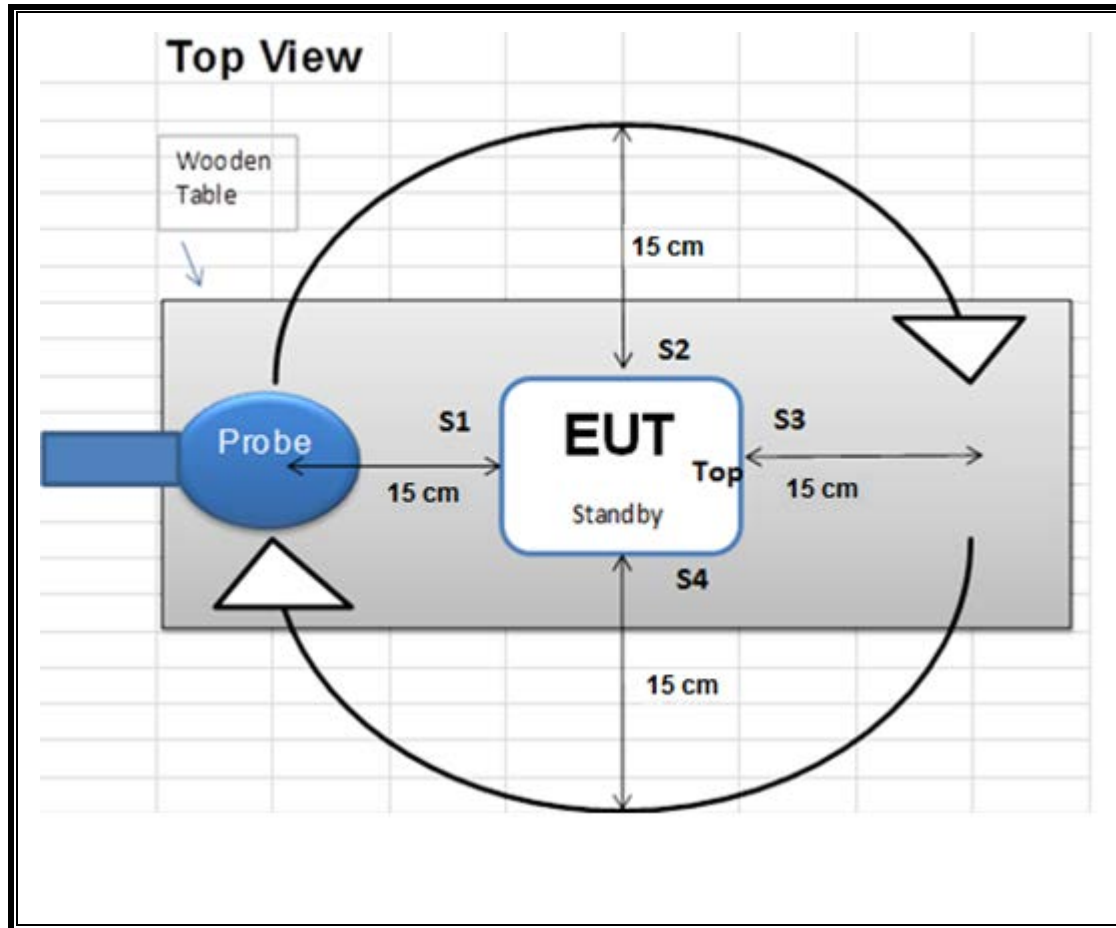 Top View
Wooden
Table
15 cm
S2
S1
EUT
S3
Probe
Top
15 cm
15 cm
Standby
S4
15 cm